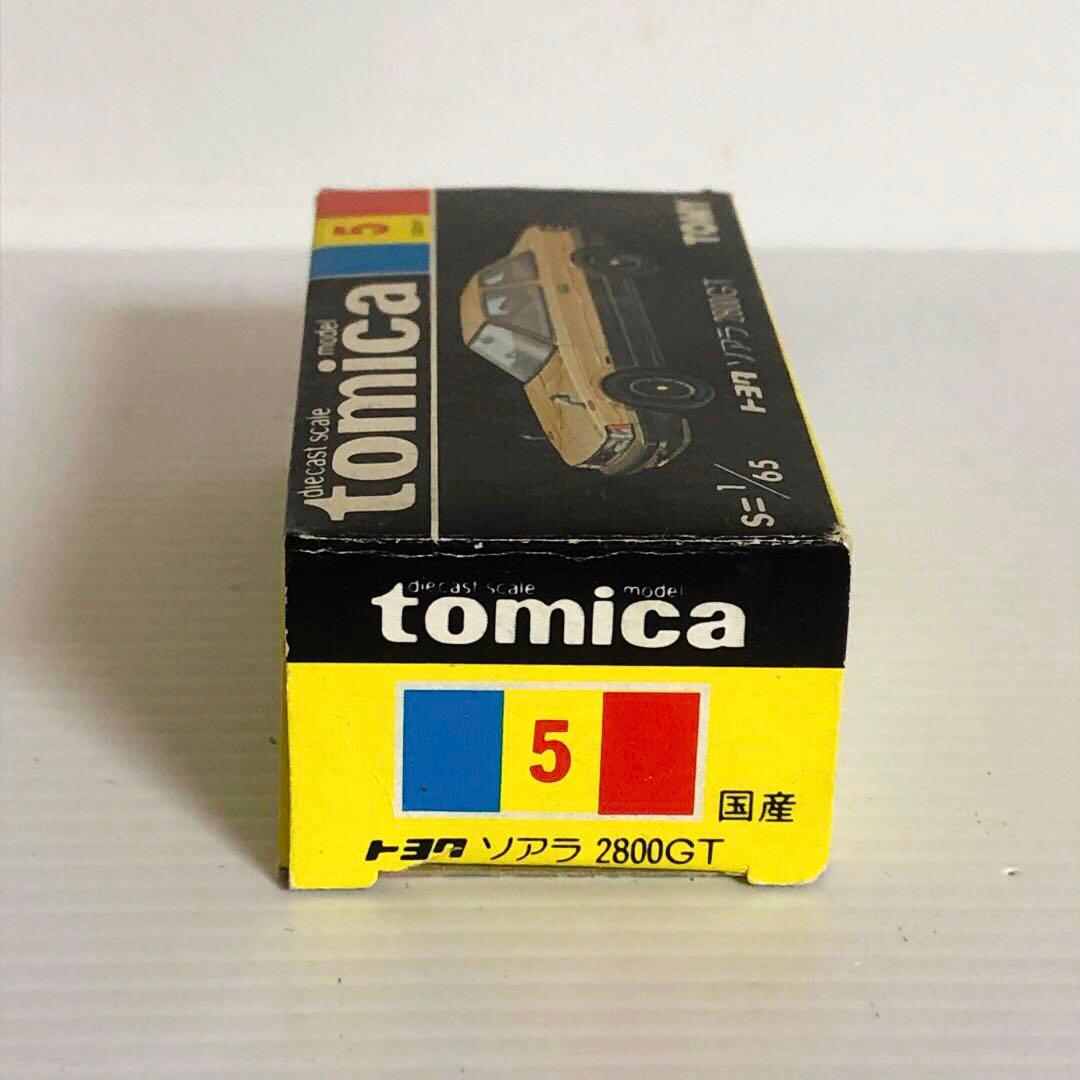 5
diecast scale model
tomica
TOMY
トヨタ ソアラ 2800GT
S=1/65
diecast scale model
tomica
5
国産
トヨタ ソアラ 2800GT